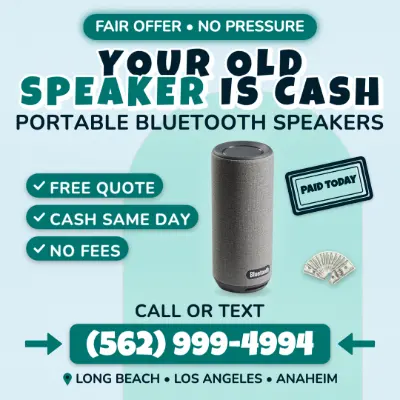 FAIR OFFER • NO PRESSURE
YOUR OLD
SPEAKER IS CASH
PORTABLE BLUETOOTH SPEAKERS
PAID TODAY
✓ FREE QUOTE
✓ CASH SAME DAY
✓ NO FEES
Bluetooth
CALL OR TEXT
(562) 999-4994
LONG BEACH • LOS ANGELES • ANAHEIM